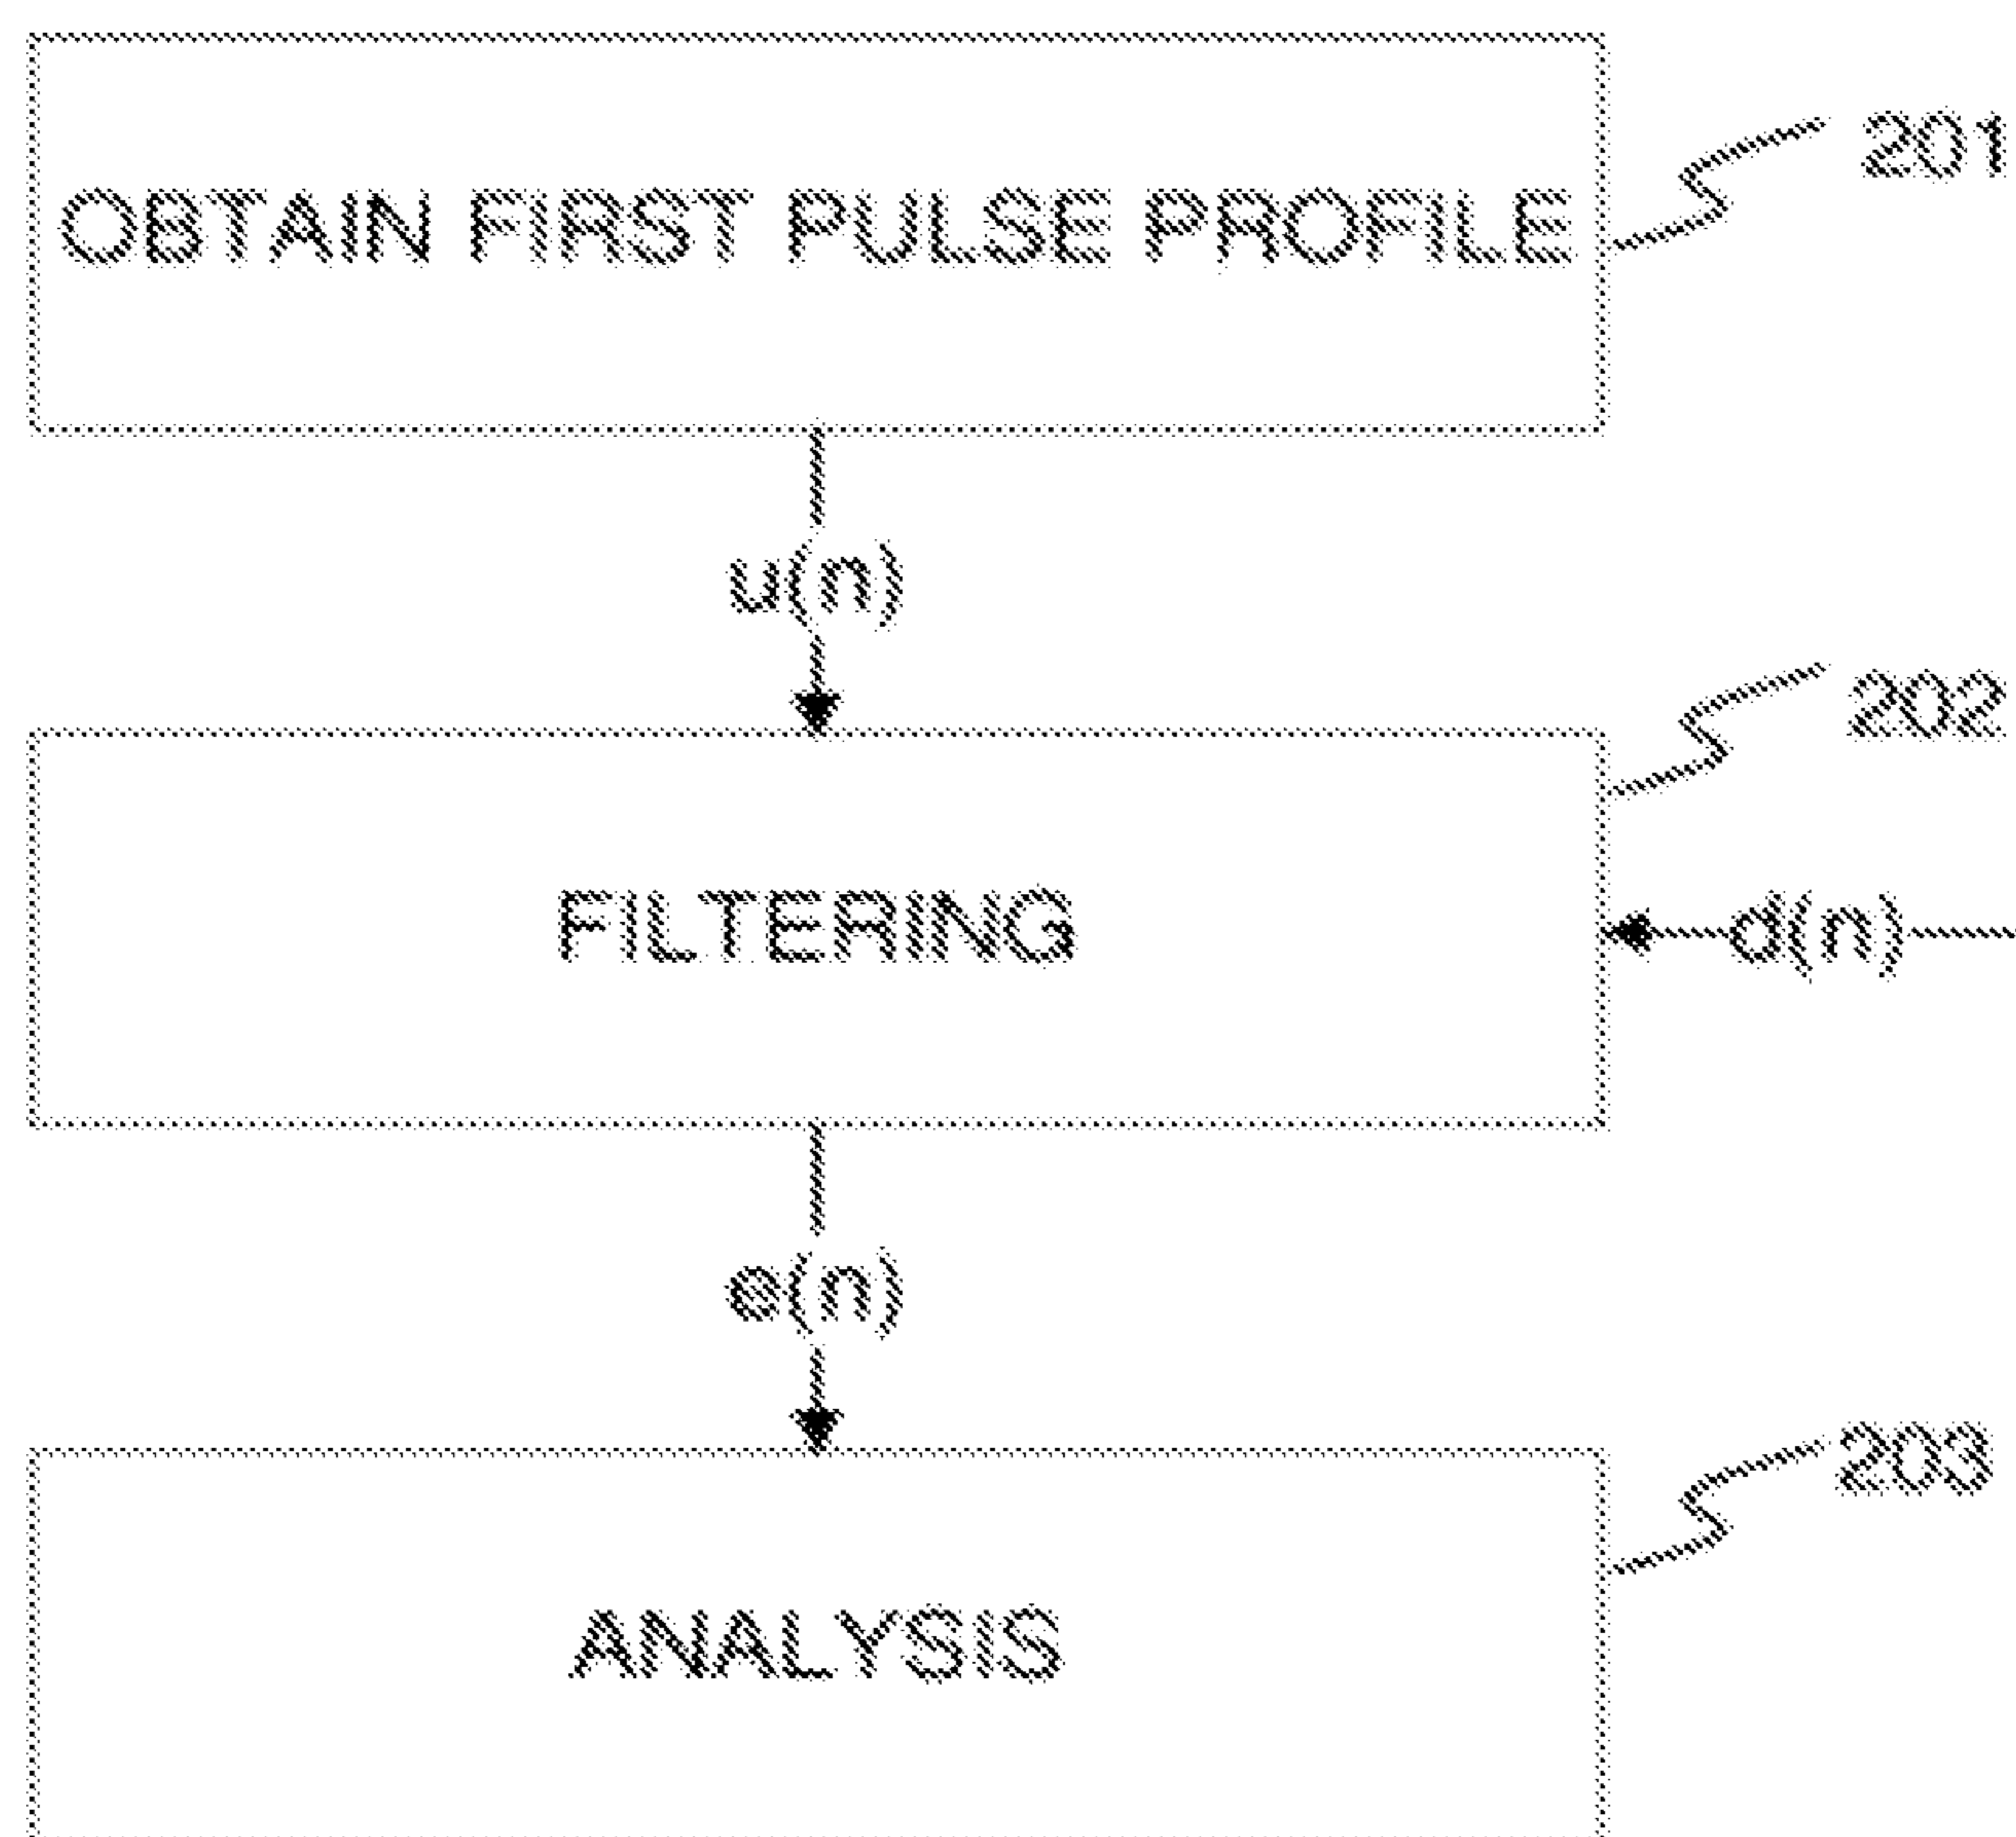 201
OBTAIN FIRST PULSE PROFILE
u(n)
202
FILTERING
d(n)
e(n)
203
ANALYSIS